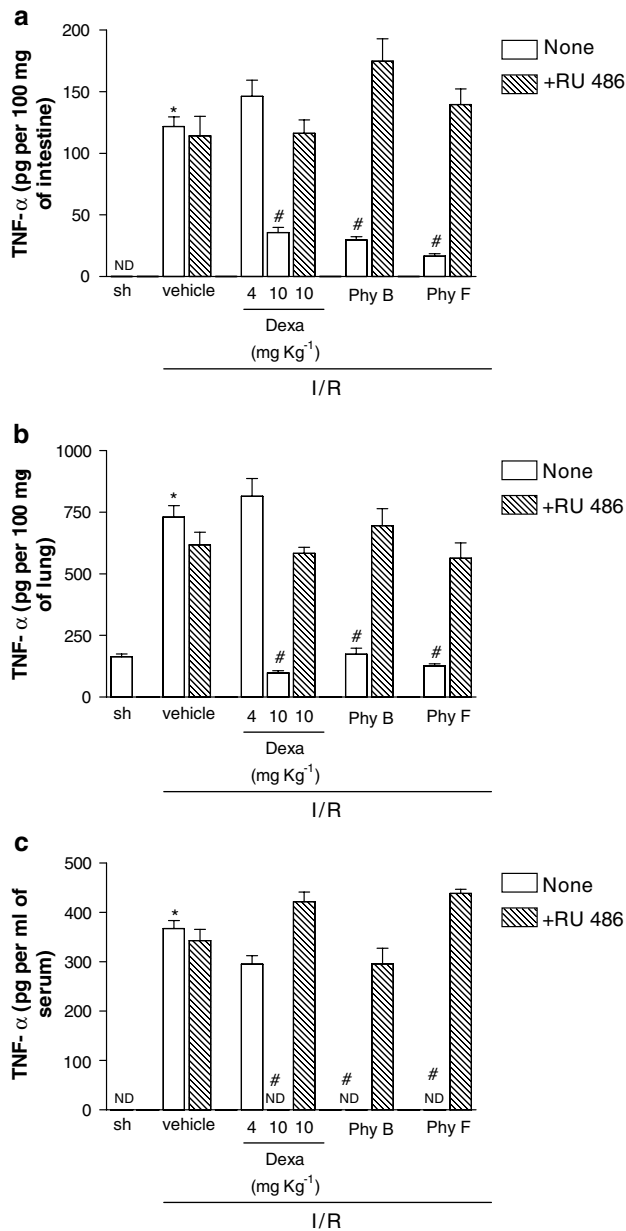 a
TNF-α (pg per 100 mg
of intestine)
200
150
100
50
0
None
+RU 486
ND
*
#
#
#
sh
vehicle
4 10 10
Phy B
Phy F
Dexa
(mg Kg⁻¹)
I/R
b
TNF- α (pg per 100 mg
of lung)
1000
750
500
250
0
None
+RU 486
*
#
#
#
sh
vehicle
4 10 10
Phy B
Phy F
Dexa
(mg Kg⁻¹)
I/R
c
TNF- α (pg per ml of
serum)
500
400
300
200
100
0
None
+RU 486
*
# # #
ND ND ND ND
sh
vehicle
4 10 10
Phy B
Phy F
Dexa
(mg Kg⁻¹)
I/R